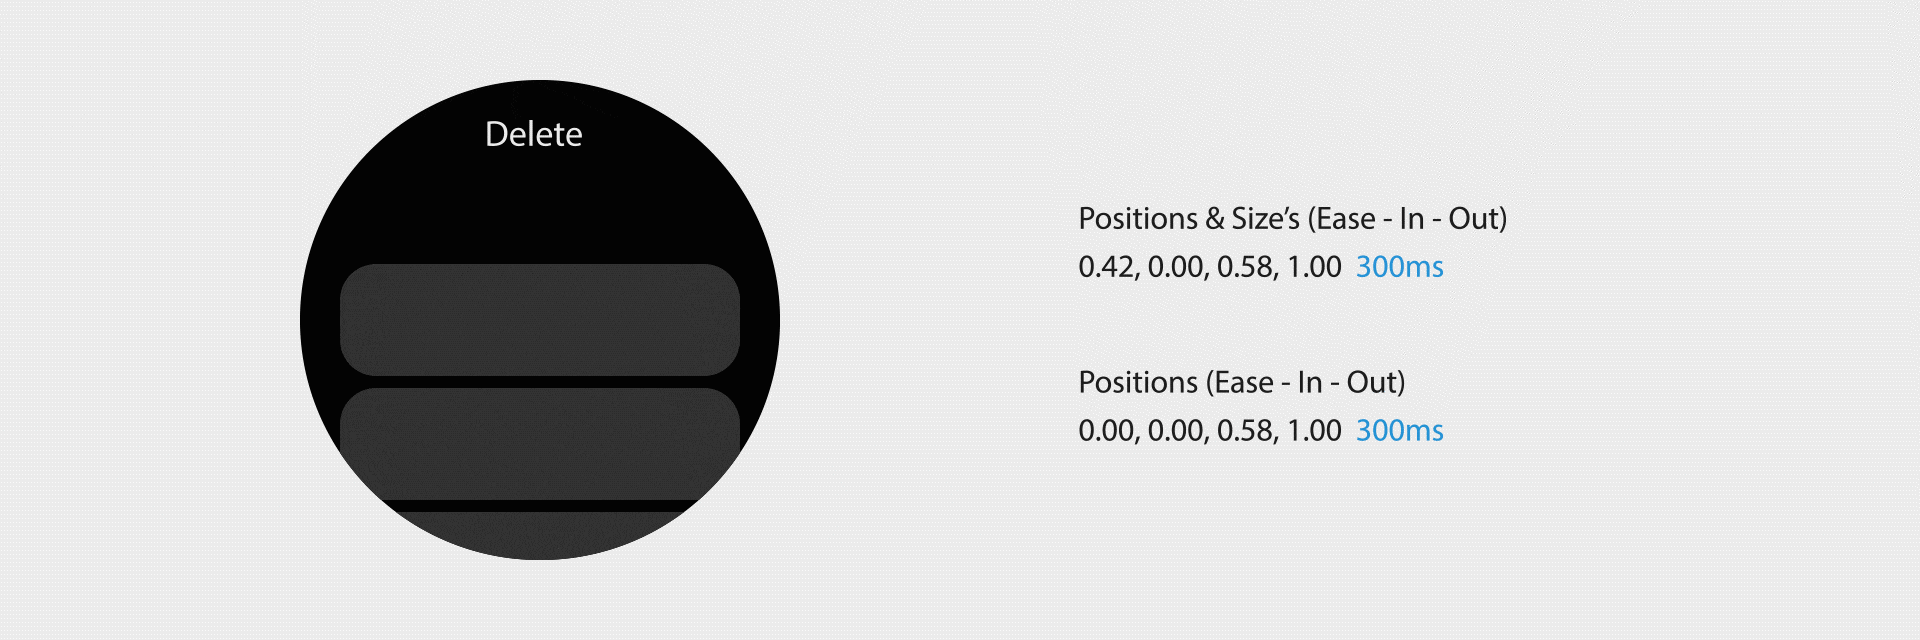 Delete
Positions & Size’s (Ease - In - Out)
0.42, 0.00, 0.58, 1.00 300ms
Positions (Ease - In - Out)
0.00, 0.00, 0.58, 1.00 300ms